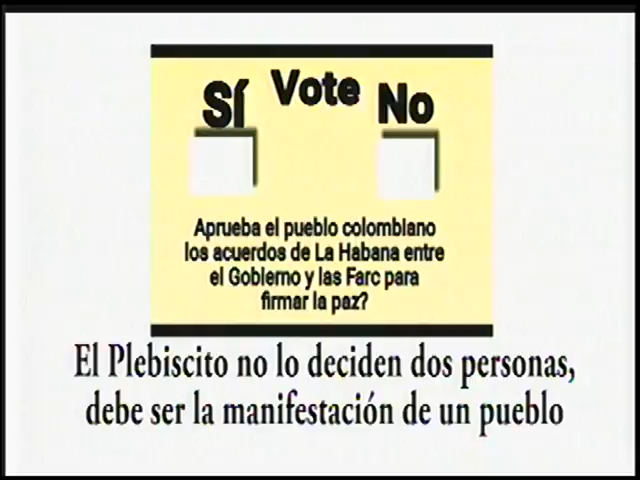 Sí Vote No
Aprueba el pueblo colombiano
los acuerdos de La Habana entre
el Gobierno y las Farc para
firmar la paz?
El Plebiscito no lo deciden dos personas,
debe ser la manifestación de un pueblo